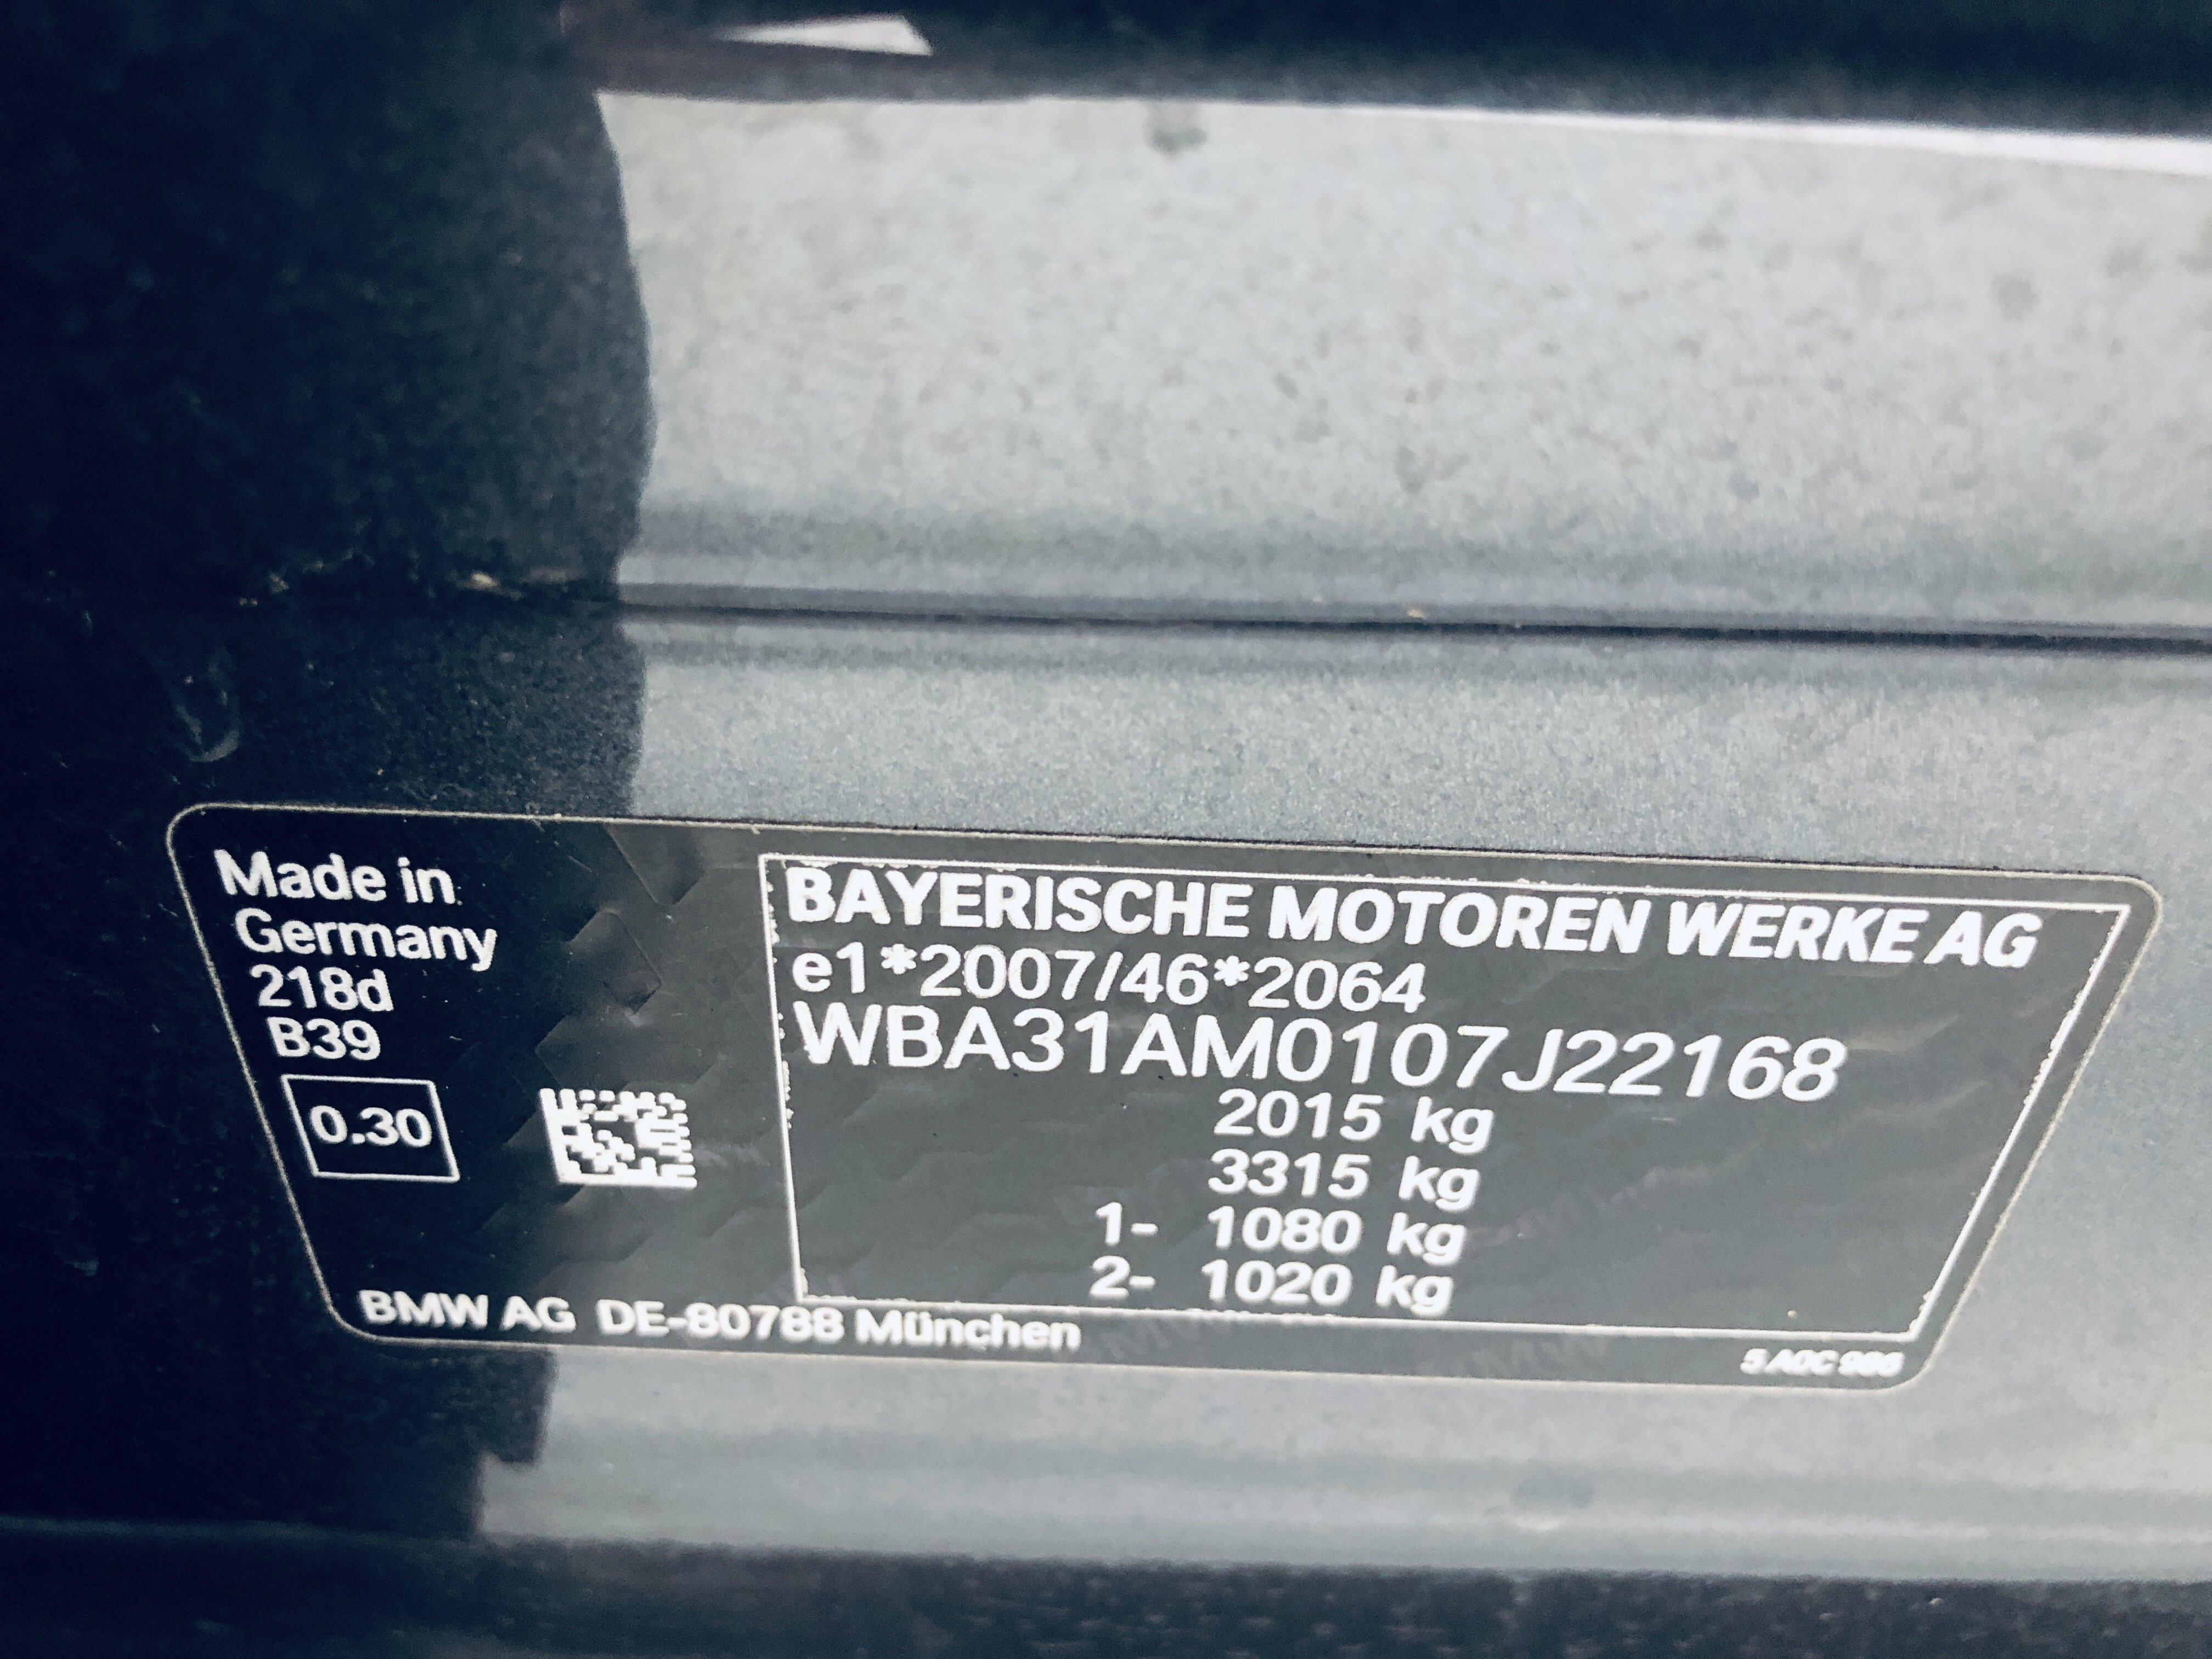 Made in
Germany
218d
B39
0.30
BAYERISCHE MOTOREN WERKE AG
e1*2007/46*2064
WBA31AM0107J22168
2015 kg
3315 kg
1- 1080 kg
2- 1020 kg
BMW AG DE-80788 München